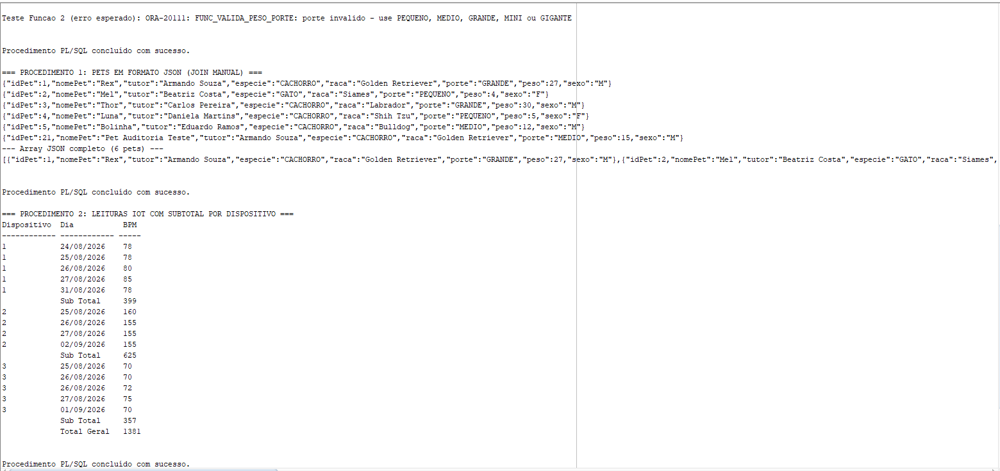 Teste Funcao 2 (erro esperado): ORA-20111: FUNC_VALIDA_PESO_PORTE: porte invalido - use PEQUENO, MEDIO, GRANDE, MINI ou GIGANTE
Procedimento PL/SQL concluído com sucesso.
=== PROCEDIMENTO 1: PETS EM FORMATO JSON (JOIN MANUAL) ===
{"idPet":1,"nomePet":"Rex","tutor":"Armando Souza","especie":"CACHORRO","raca":"Golden Retriever","porte":"GRANDE","peso":27,"sexo":"M"}
{"idPet":2,"nomePet":"Mel","tutor":"Beatriz Costa","especie":"GATO","raca":"Siames","porte":"PEQUENO","peso":4,"sexo":"F"}
{"idPet":3,"nomePet":"Thor","tutor":"Carlos Pereira","especie":"CACHORRO","raca":"Labrador","porte":"GRANDE","peso":30,"sexo":"M"}
{"idPet":4,"nomePet":"Luna","tutor":"Daniela Martins","especie":"CACHORRO","raca":"Shih Tzu","porte":"PEQUENO","peso":5,"sexo":"F"}
{"idPet":5,"nomePet":"Bolinha","tutor":"Eduardo Ramos","especie":"CACHORRO","raca":"Bulldog","porte":"MEDIO","peso":12,"sexo":"M"}
{"idPet":21,"nomePet":"Pet Auditoria Teste","tutor":"Armando Souza","especie":"CACHORRO","raca":"Golden Retriever","porte":"MEDIO","peso":15,"sexo":"M"}
--- Array JSON completo (6 pets) ---
[{"idPet":1,"nomePet":"Rex","tutor":"Armando Souza","especie":"CACHORRO","raca":"Golden Retriever","porte":"GRANDE","peso":27,"sexo":"M"},{"idPet":2,"nomePet":"Mel","tutor":"Beatriz Costa","especie":"GATO","raca":"Siames",
Procedimento PL/SQL concluído com sucesso.
=== PROCEDIMENTO 2: LEITURAS IOT COM SUBTOTAL POR DISPOSITIVO ===
Dispositivo  Dia           BPM
------------ ------------ -----
1            24/08/2026    78
1            25/08/2026    78
1            26/08/2026    80
1            27/08/2026    85
1            31/08/2026    78
             Sub Total     399
2            25/08/2026    160
2            26/08/2026    155
2            27/08/2026    155
2            02/09/2026    155
             Sub Total     625
3            25/08/2026    70
3            26/08/2026    70
3            26/08/2026    72
3            27/08/2026    75
3            01/09/2026    70
             Sub Total     357
             Total Geral   1381
Procedimento PL/SQL concluído com sucesso.